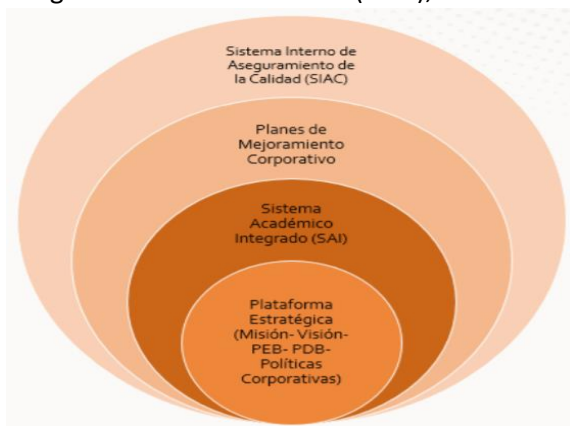 Sistema Interno de
Aseguramiento de
la Calidad (SIAC)
Planes de
Mejoramiento
Corporativo
Sistema
Académico
Integrado (SAI)
Plataforma
Estratégica
(Misión- Visión-
PEB- PDB-
Políticas
Corporativas)